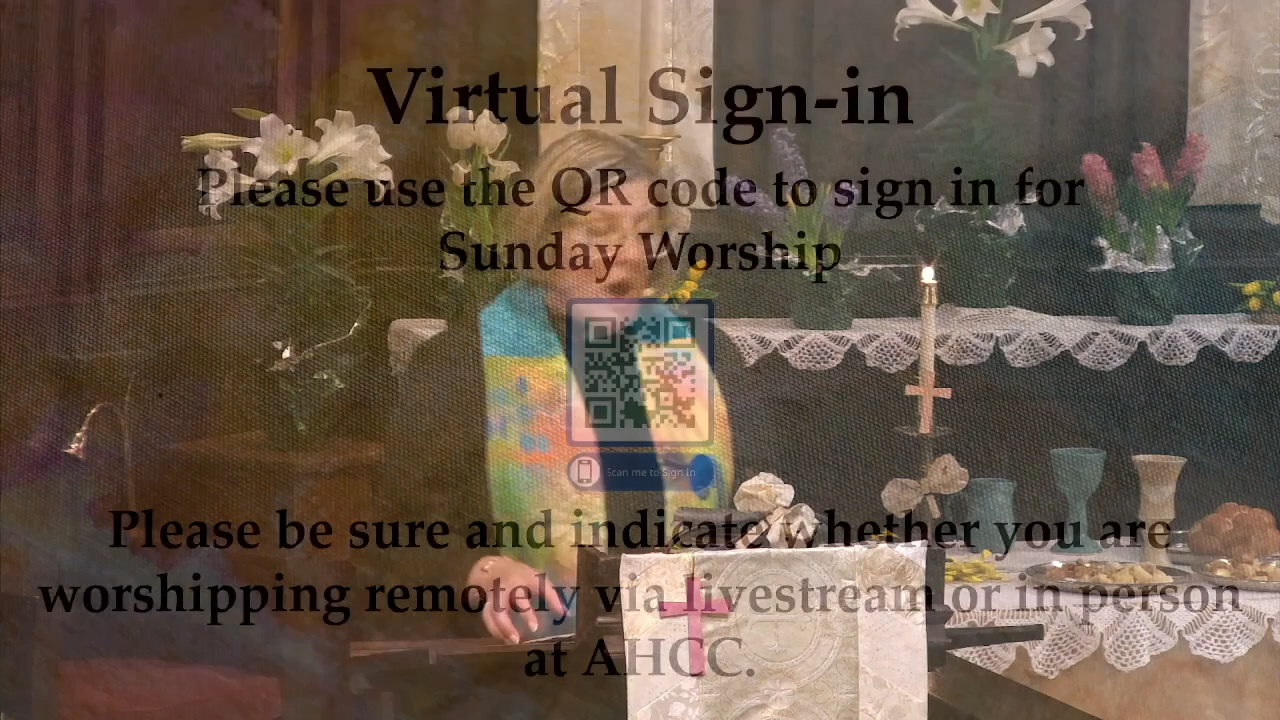 Virtual Sign-in
Please use the QR code to sign in for
Sunday Worship
Scan me to Sign In
Please be sure and indicate whether you are
worshipping remotely via livestream or in person
at AHCC.